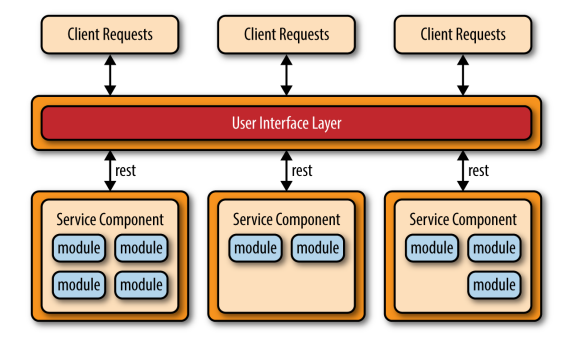 Client Requests
Client Requests
Client Requests
User Interface Layer
rest
rest
rest
Service Component
module module
module module
Service Component
module module
Service Component
module module
module